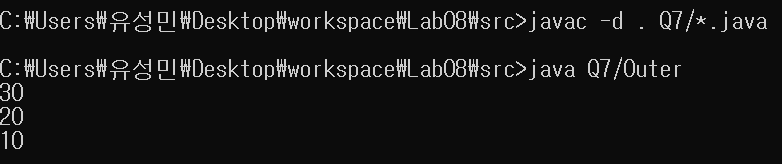 C:₩Users₩유성민₩Desktop₩workspace₩Lab08₩src>javac -d . Q7/*.java
C:₩Users₩유성민₩Desktop₩workspace₩Lab08₩src>java Q7/Outer
30
20
10